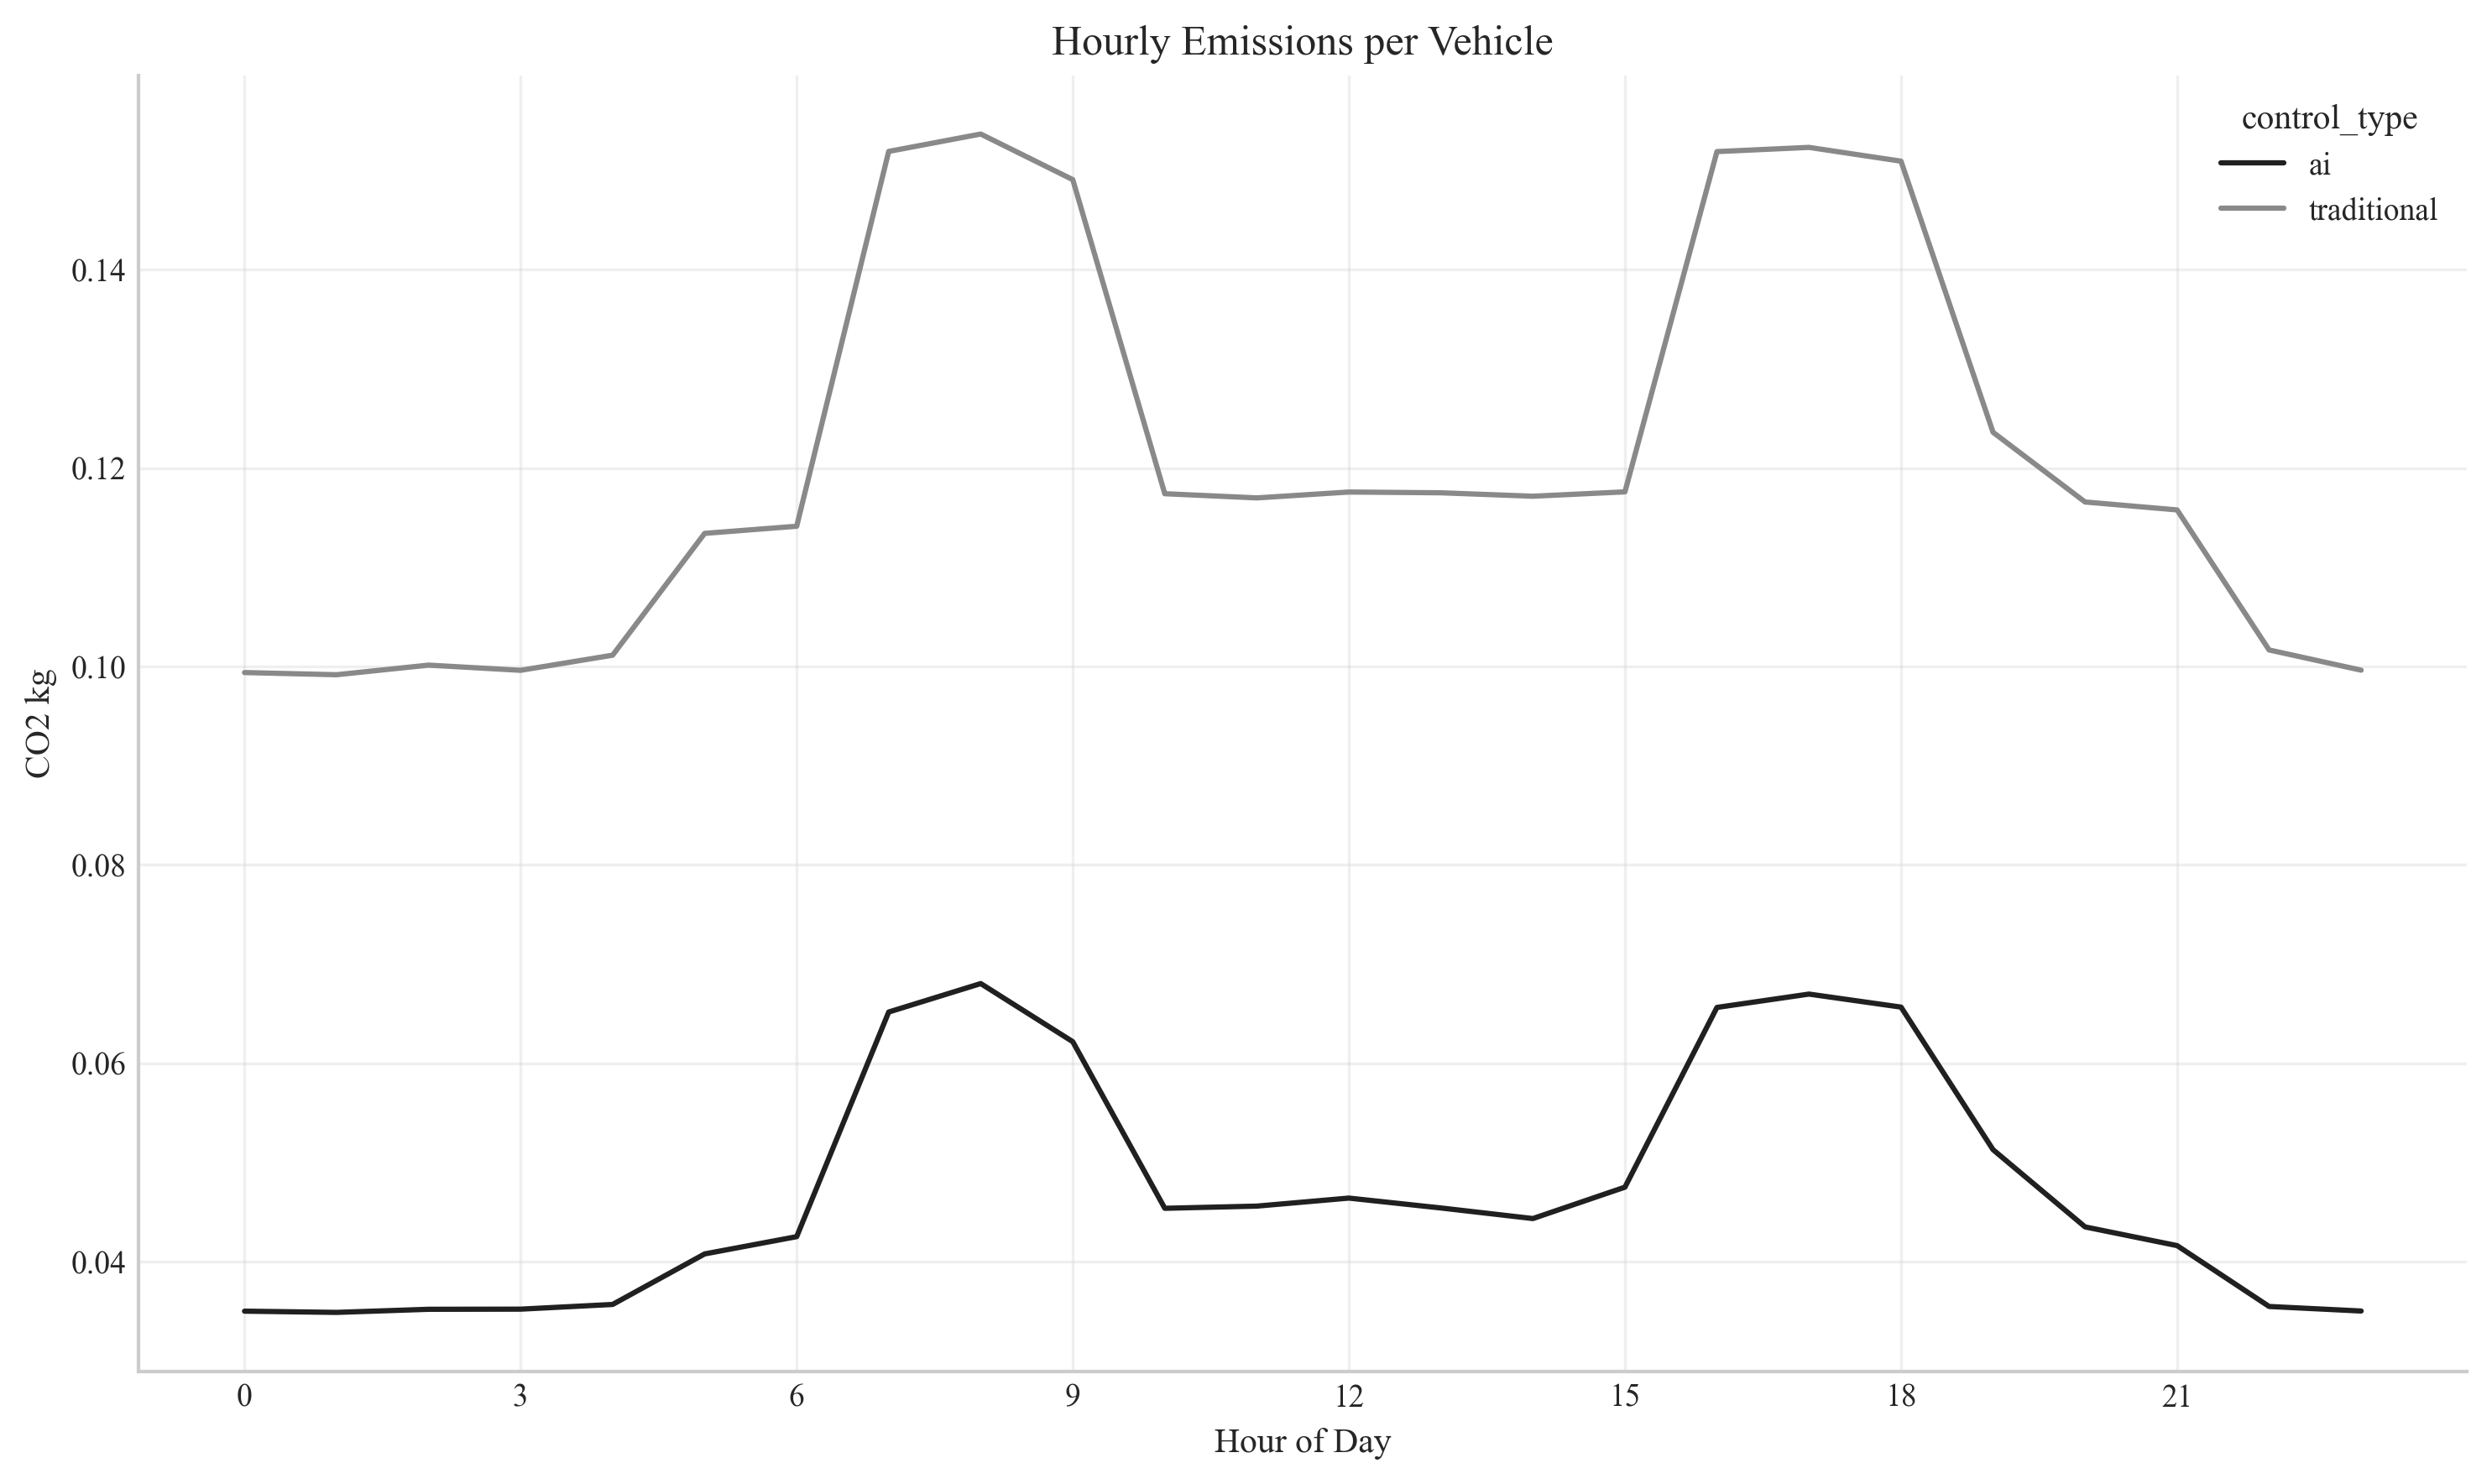 Hourly Emissions per Vehicle
control_type
ai
traditional
0.14
0.12
0.10
0.08
0.06
0.04
CO2 kg
0 3 6 9 12 15 18 21
Hour of Day